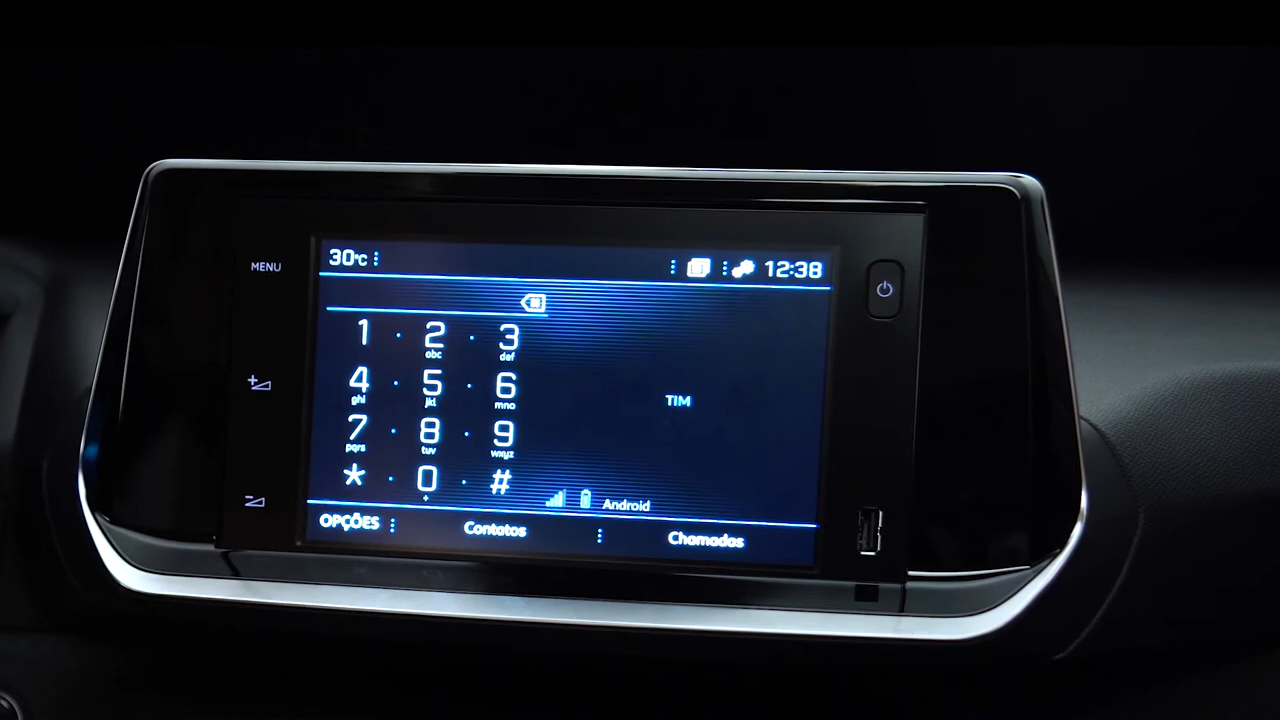 MENU
30°C
12:38
1 2 3
abc def
4 5 6
ghi jkl mno
7 8 9
pqrs tuv wxyz
* 0 #
+
TIM
Android
OPÇÕES Contatos Chamadas